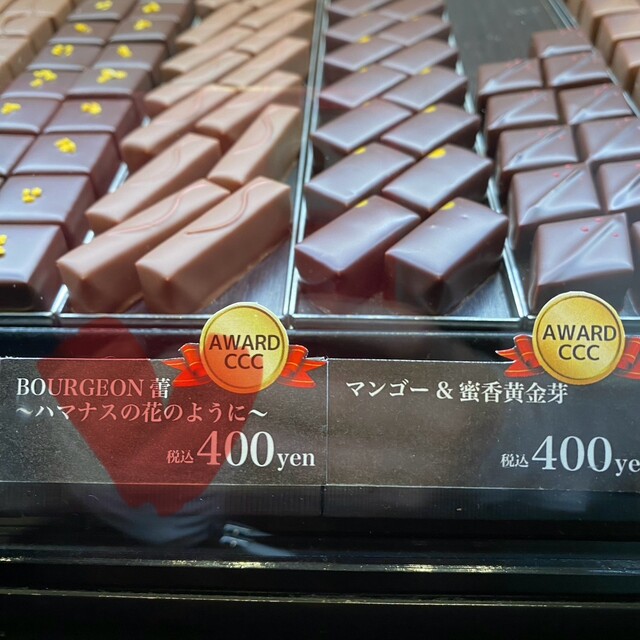 AWARD
CCC
BOURGEON 蕾
~ハマナスの花のように~
税込400yen
AWARD
CCC
マンゴー & 蜜香黄金芽
税込400ye